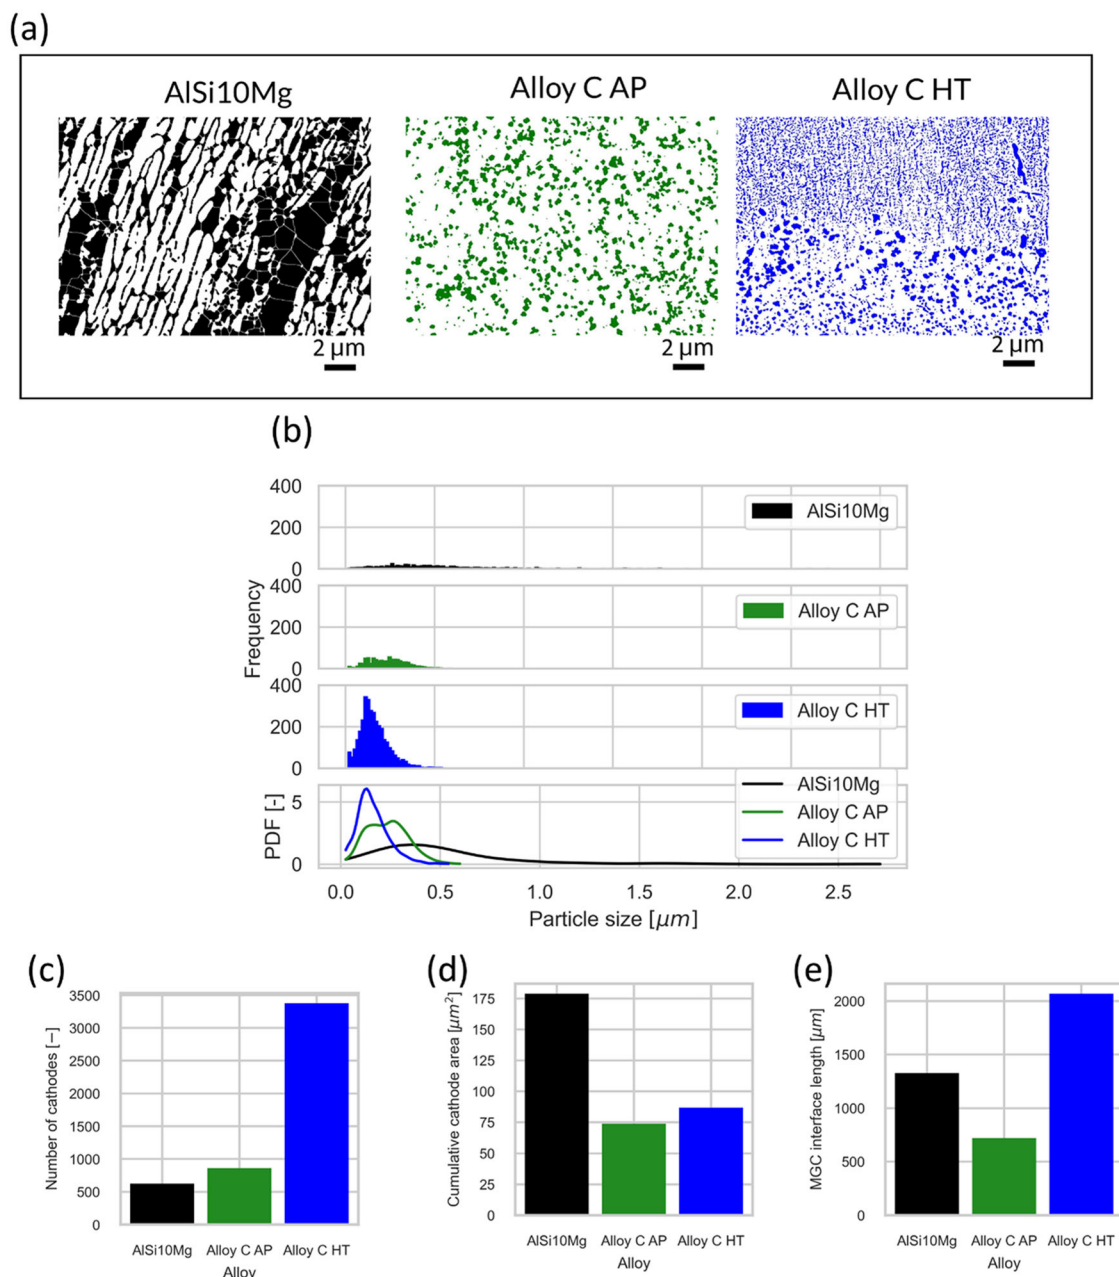 (a)
AlSi10Mg
Alloy C AP
Alloy C HT
2 μm
2 μm
2 μm
(b)
400
200
0
AlSi10Mg
400
200
0
Alloy C AP
400
200
0
Alloy C HT
Frequency
5
0
PDF [-]
AlSi10Mg
Alloy C AP
Alloy C HT
0.0 0.5 1.0 1.5 2.0 2.5
Particle size [μm]
(c)
3500
3000
2500
2000
1500
1000
500
0
Number of cathodes [−]
AlSi10Mg Alloy C AP Alloy C HT
Alloy
(d)
175
150
125
100
75
50
25
0
Cumulative cathode area [μm²]
AlSi10Mg Alloy C AP Alloy C HT
Alloy
(e)
2000
1500
1000
500
0
MGC interface length [μm]
AlSi10Mg Alloy C AP Alloy C HT
Alloy